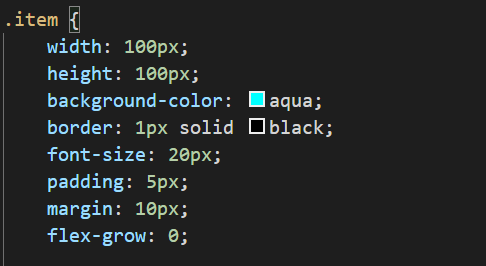 .item {
    width: 100px;
    height: 100px;
    background-color: aqua;
    border: 1px solid black;
    font-size: 20px;
    padding: 5px;
    margin: 10px;
    flex-grow: 0;